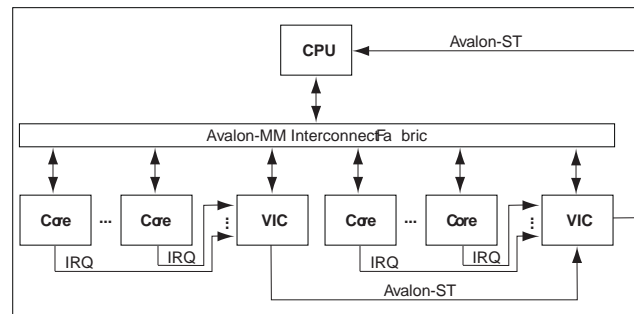 Avalon-ST
CPU
Avalon-MM InterconnectFa bric
Core ... Core ... VIC Core ... Core ... VIC
IRQ IRQ IRQ IRQ
Avalon-ST